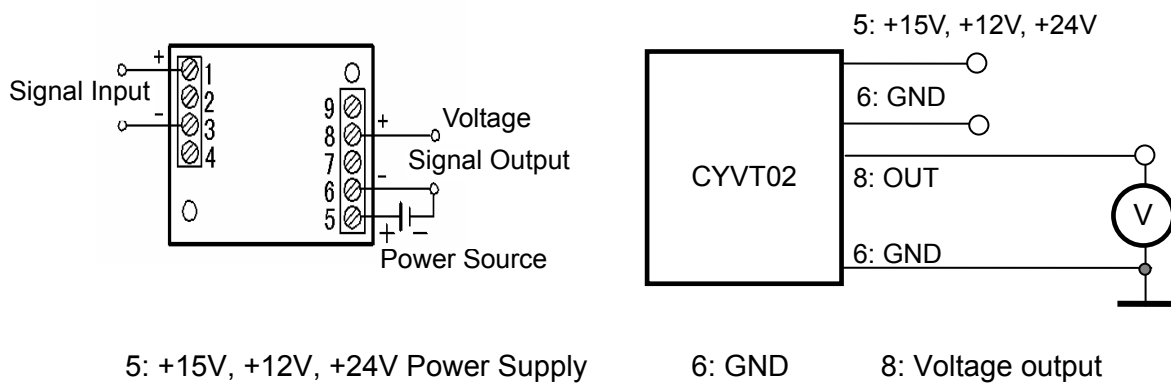 +
1
2
Signal Input
-
3
4
9
8
+
Voltage
7
Signal Output
6
-
5
+
-
Power Source
5: +15V, +12V, +24V
6: GND
CYVT02
8: OUT
V
6: GND
5: +15V, +12V, +24V Power Supply 6: GND 8: Voltage output